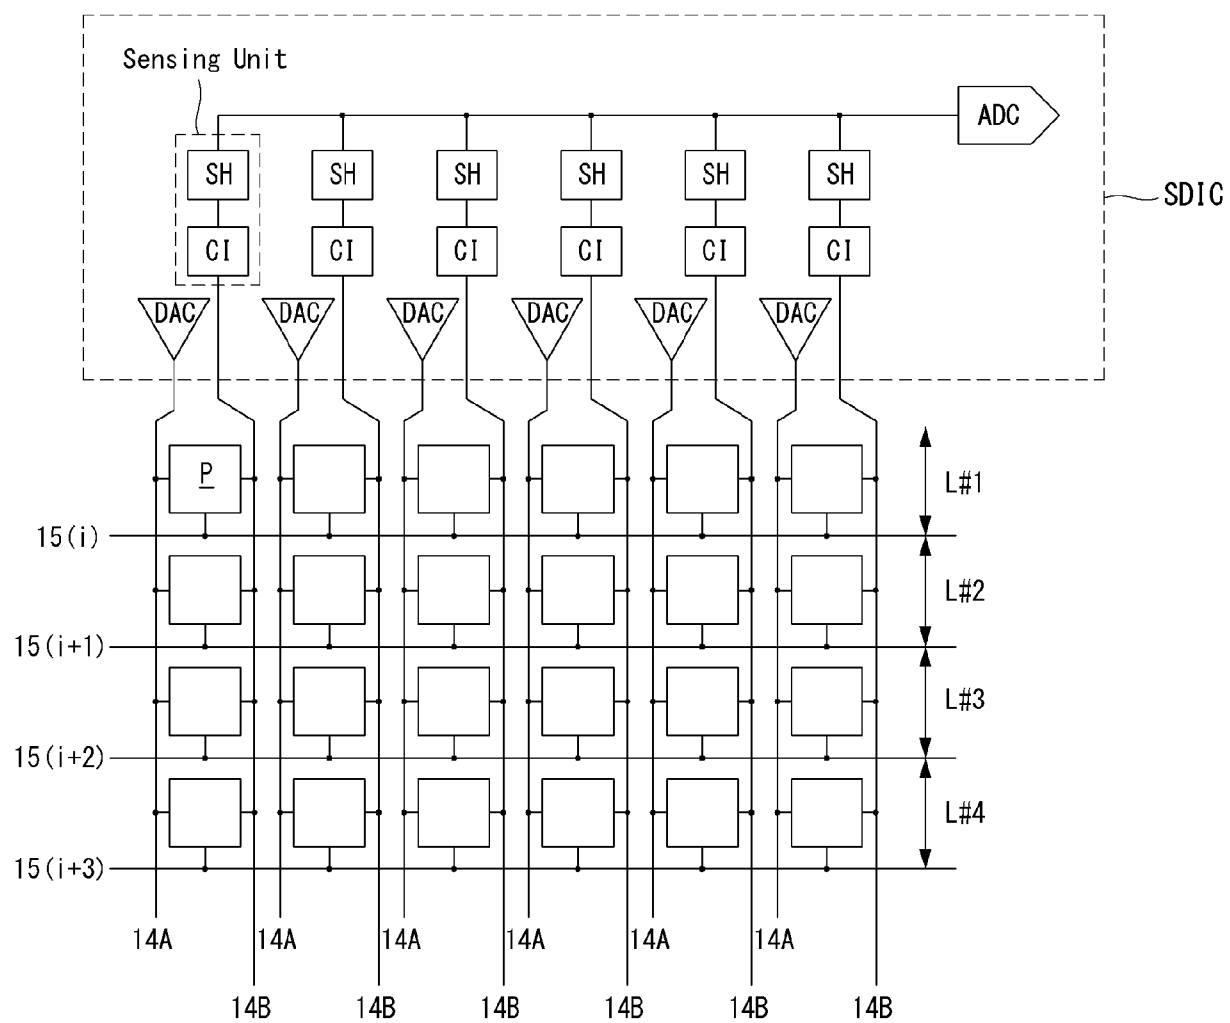 Sensing Unit
ADC
SH SH SH SH SH SH
SDIC
CI CI CI CI CI CI
DAC DAC DAC DAC DAC DAC
P
L#1
15(i)
L#2
15(i+1)
L#3
15(i+2)
L#4
15(i+3)
14A 14A 14A 14A 14A 14A
14B 14B 14B 14B 14B 14B